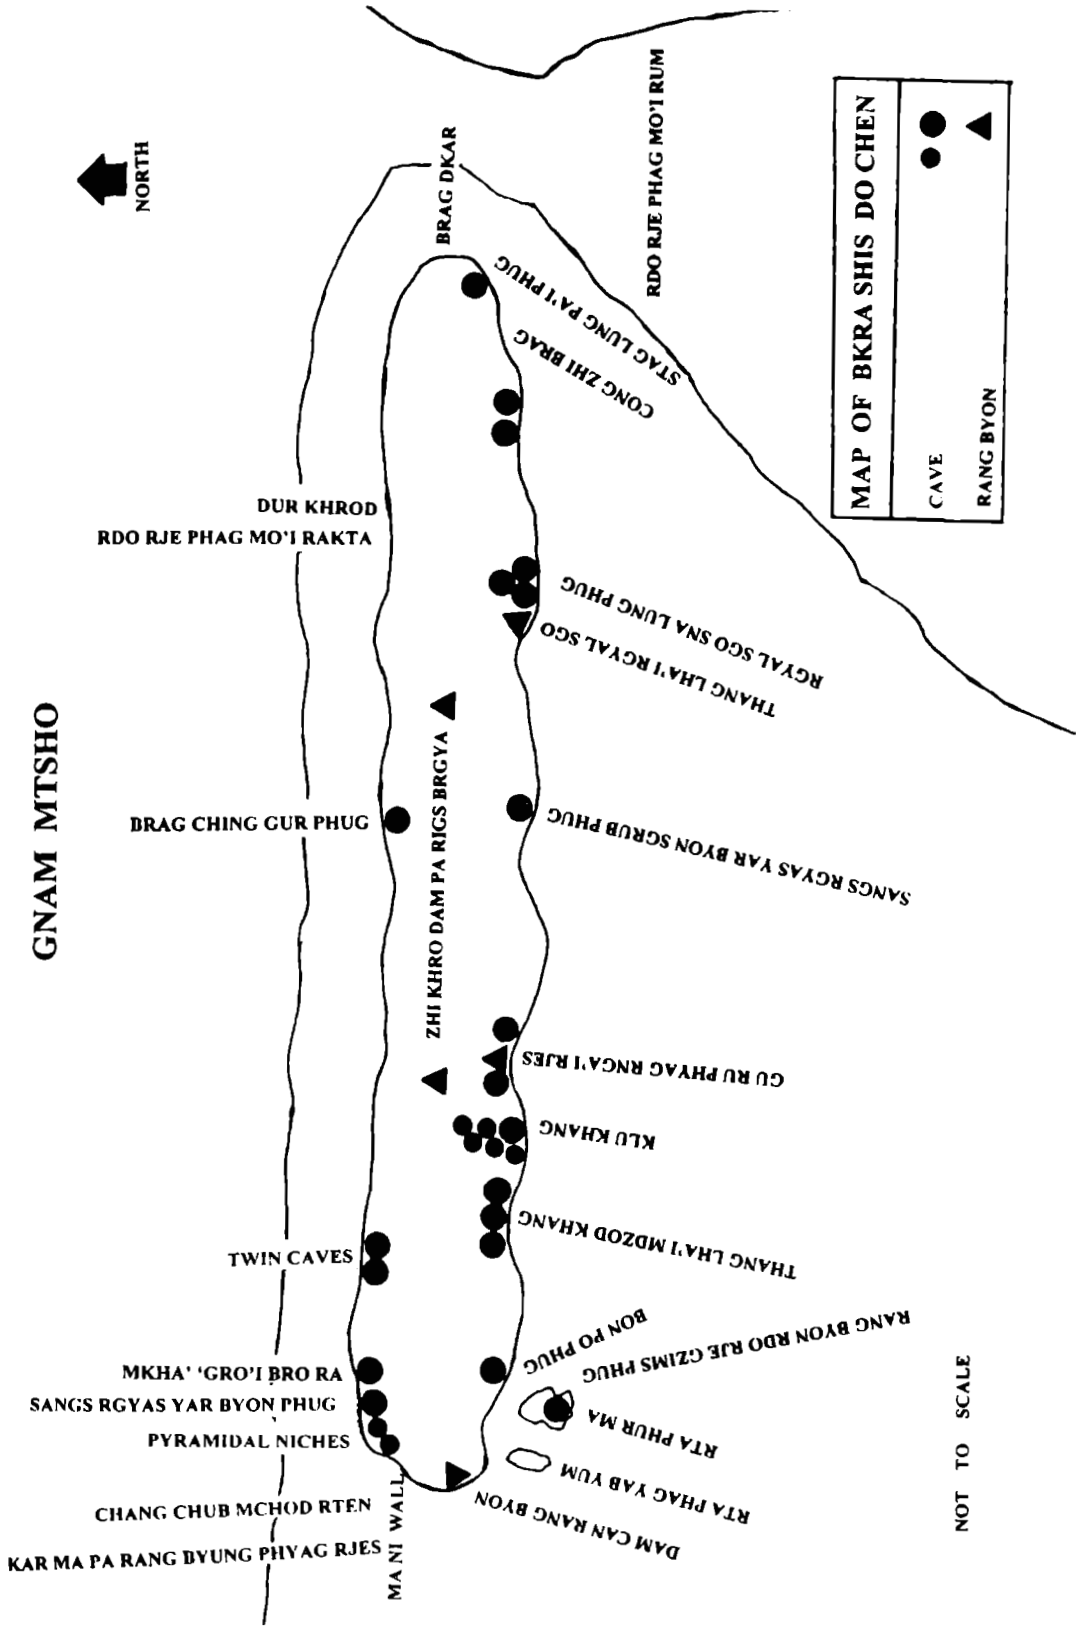 NORTH
GNAM MTSHO
BRAG DKAR
RDO RJE PHAG MO'I RUM
STAG LUNG PA'I PHUG
CONG ZHI BRAG
DUR KHROD
RDO RJE PHAG MO'I RAKTA
RGYAL SGO SNA LUNG PHUG
THANG LHA'I RGYAL SGO
ZHI KHRO DAM PA RIGS BRGYA
BRAG CHING GUR PHUG
SANGS RGYAS YAR BYON SGRUB PHUG
GU RU PHYAG RNGA'I RJES
KLU KHANG
THANG LHA'I MDZOD KHANG
TWIN CAVES
BON PO PHUG
RANG BYON RDO RJE GZIMS PHUG
RTA PHUR MA
RTA PHAG YAB YUM
DAM CAN RANG BYON
MKHA' 'GRO'I BRO RA
SANGS RGYAS YAR BYON PHUG
PYRAMIDAL NICHES
CHANG CHUB MCHOD RTEN
KAR MA PA RANG BYUNG PHYAG RJES
MA NI WALL
MAP OF BKRA SHIS DO CHEN
CAVE
RANG BYON
NOT TO SCALE